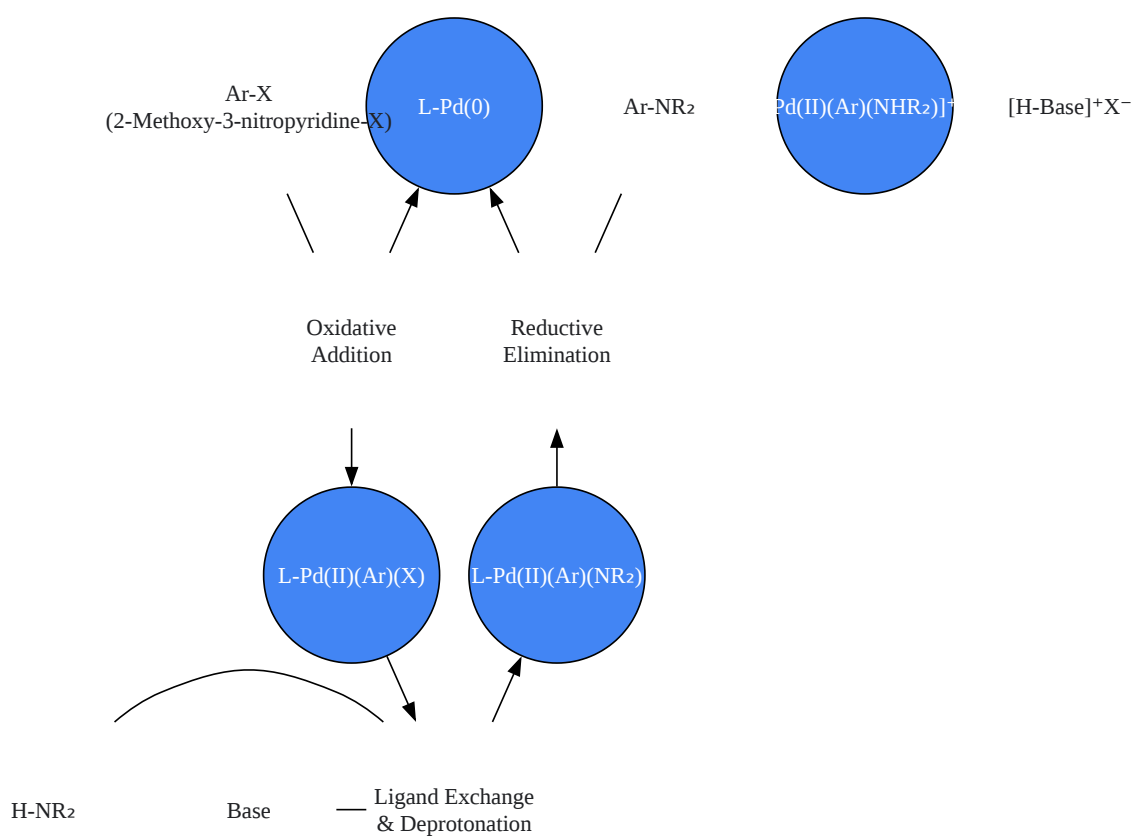 Ar-X
(2-Methoxy-3-nitropyridine-X)
L-Pd(0)
Ar-NR₂
Pd(II)(Ar)(NHR₂)]⁺
[H-Base]⁺X⁻
Oxidative
Addition
Reductive
Elimination
L-Pd(II)(Ar)(X)
L-Pd(II)(Ar)(NR₂)
H-NR₂
Base
Ligand Exchange
& Deprotonation